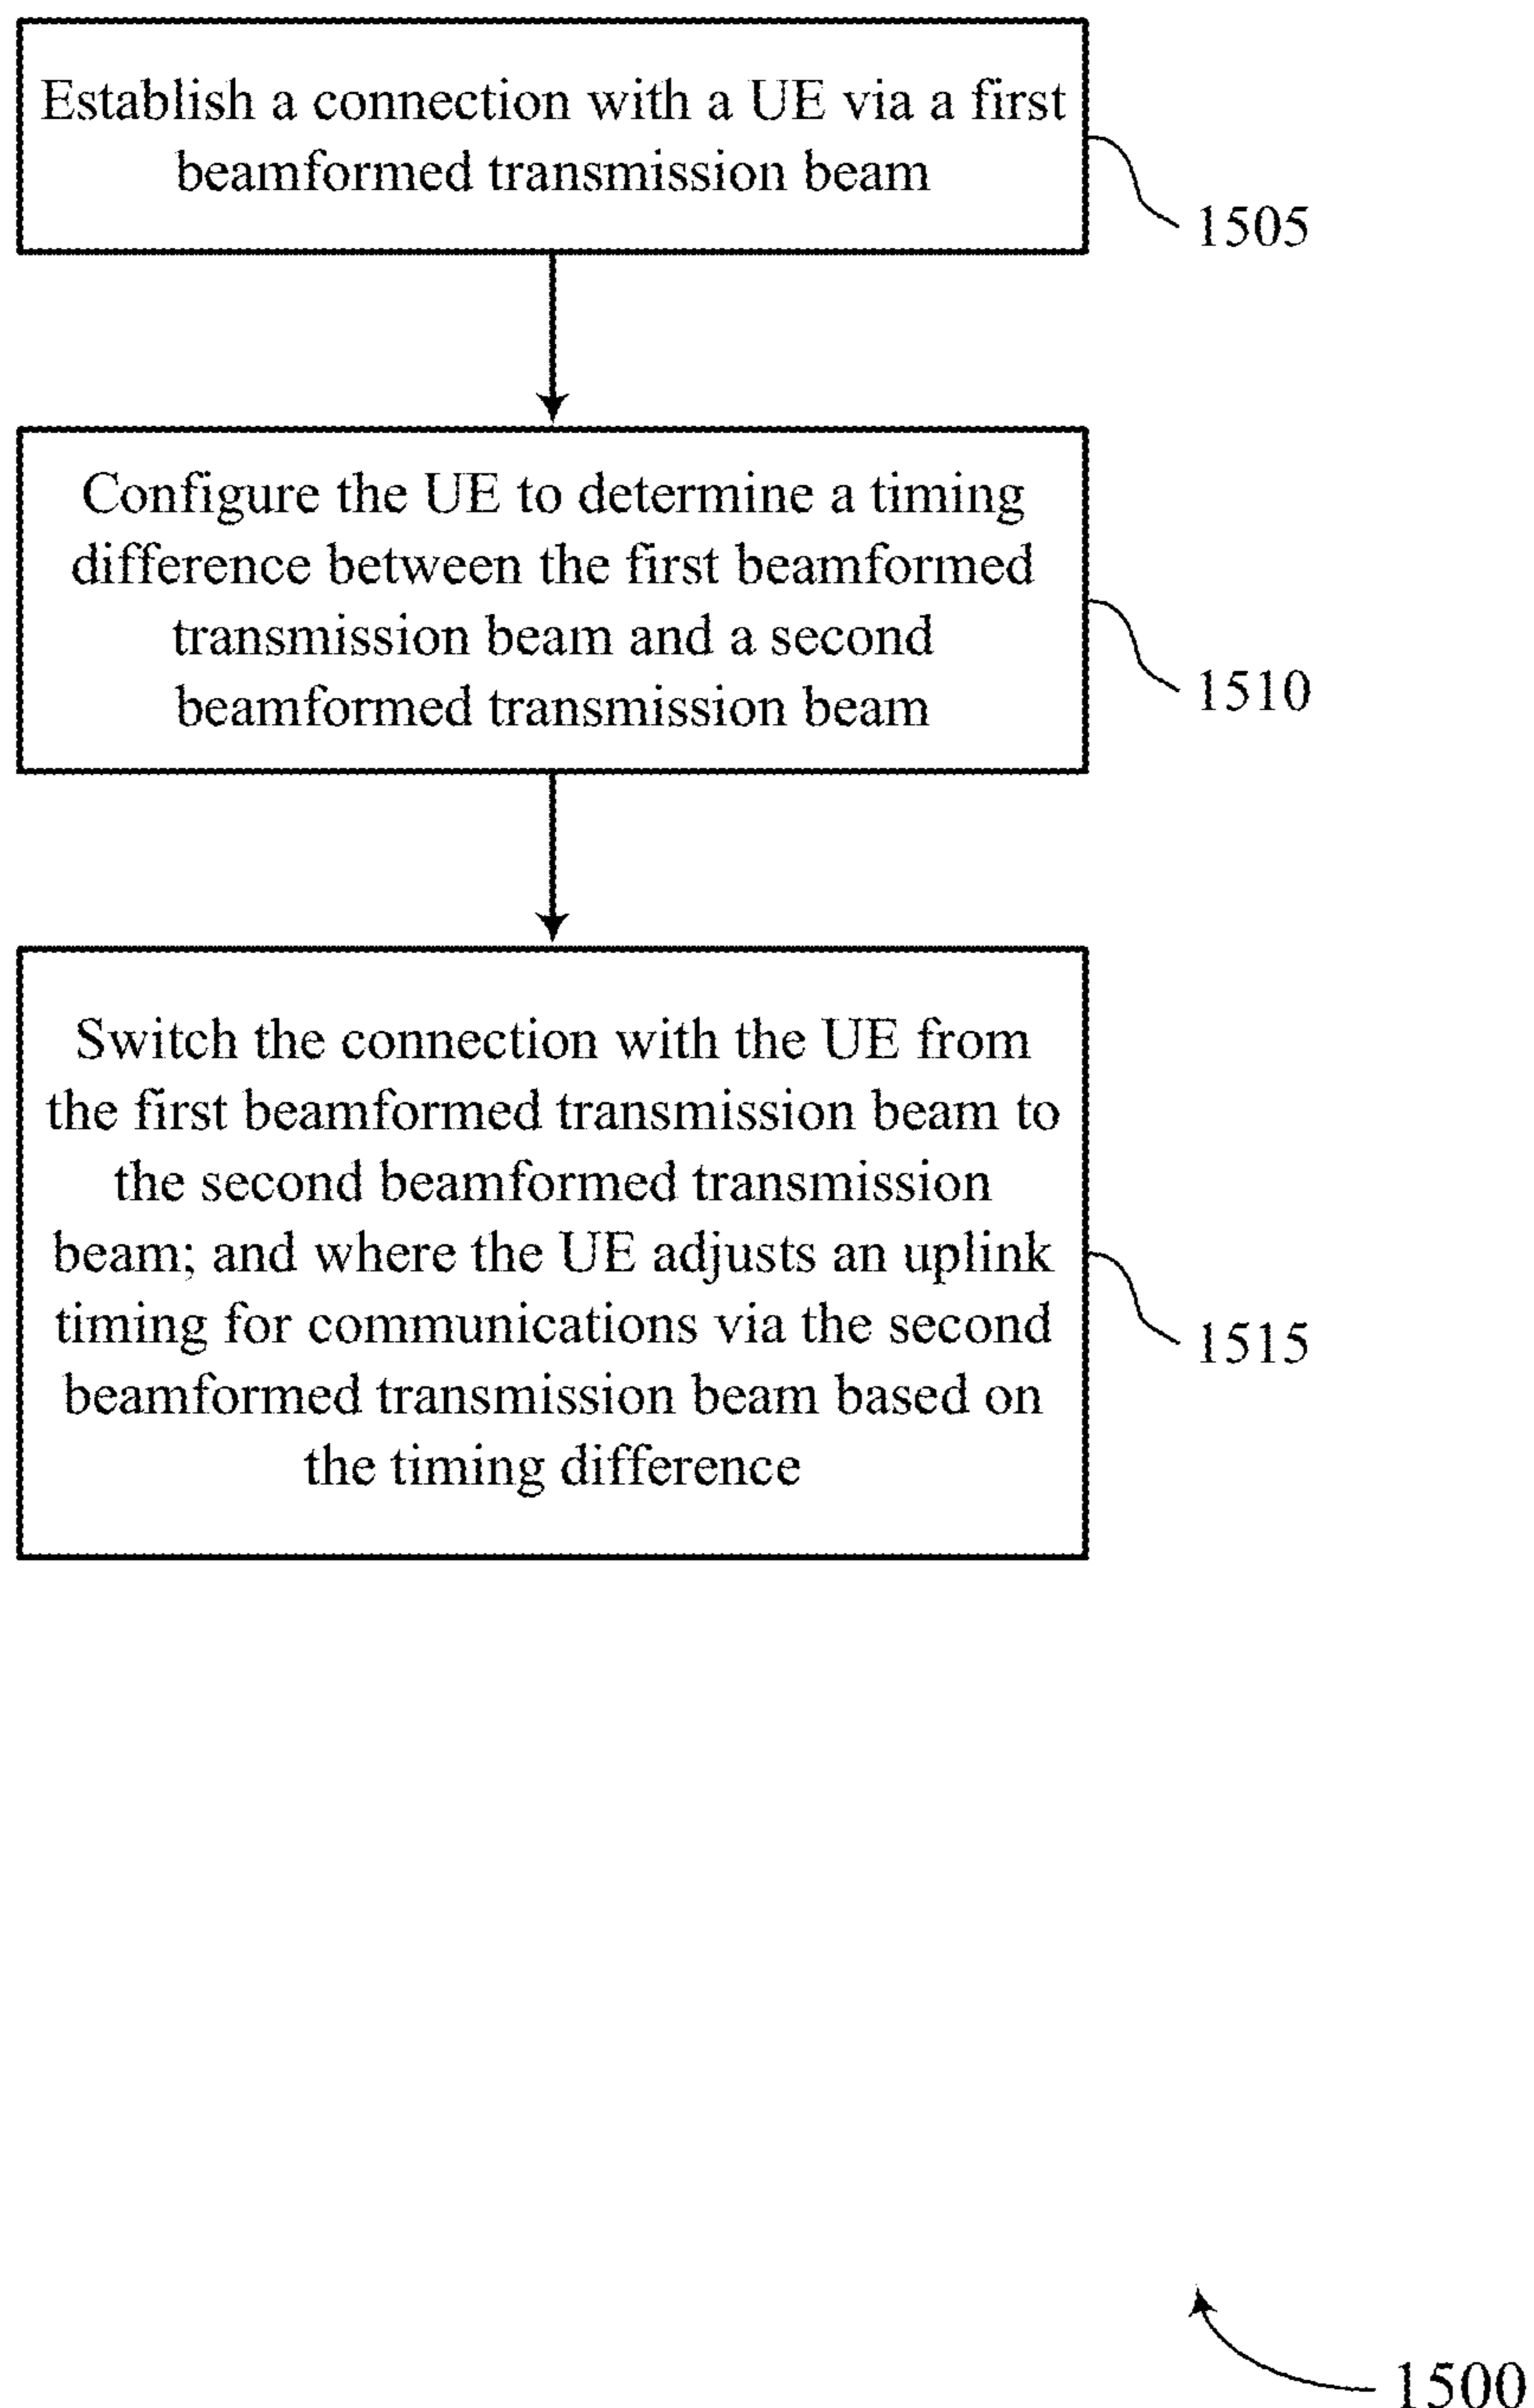 Establish a connection with a UE via a first
beamformed transmission beam
1505
Configure the UE to determine a timing
difference between the first beamformed
transmission beam and a second
beamformed transmission beam
1510
Switch the connection with the UE from
the first beamformed transmission beam to
the second beamformed transmission
beam; and where the UE adjusts an uplink
timing for communications via the second
beamformed transmission beam based on
the timing difference
1515
1500